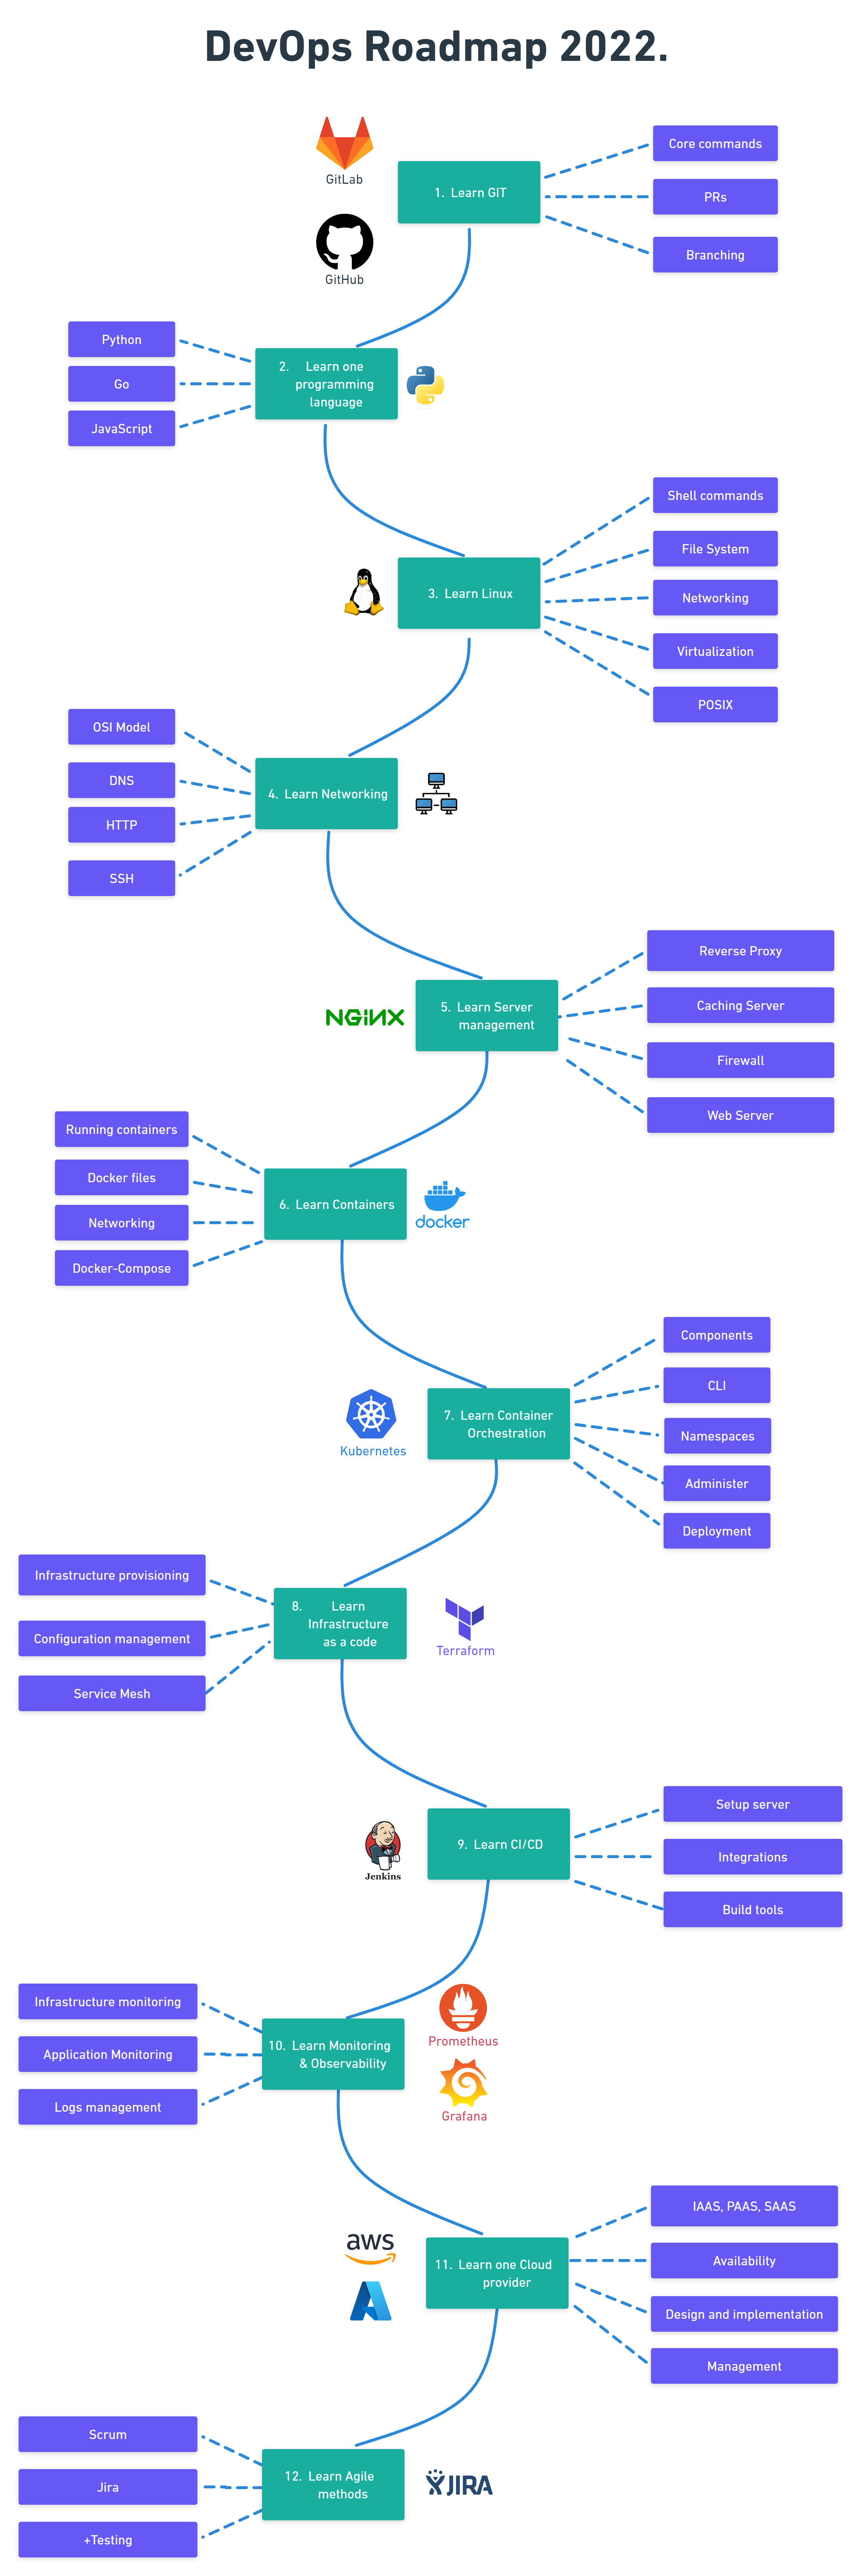 DevOps Roadmap 2022.
GitLab
GitHub
1. Learn GIT
Core commands
PRs
Branching
Python
Go
JavaScript
2. Learn one
programming
language
3. Learn Linux
Shell commands
File System
Networking
Virtualization
POSIX
OSI Model
DNS
HTTP
SSH
4. Learn Networking
NGINX
5. Learn Server
management
Reverse Proxy
Caching Server
Firewall
Web Server
Running containers
Docker files
Networking
Docker-Compose
6. Learn Containers
docker
Kubernetes
7. Learn Container
Orchestration
Components
CLI
Namespaces
Administer
Deployment
Infrastructure provisioning
Configuration management
Service Mesh
8. Learn
Infrastructure
as a code
Terraform
Jenkins
9. Learn CI/CD
Setup server
Integrations
Build tools
Infrastructure monitoring
Application Monitoring
Logs management
10. Learn Monitoring
& Observability
Prometheus
Grafana
aws
11. Learn one Cloud
provider
IAAS, PAAS, SAAS
Availability
Design and implementation
Management
Scrum
Jira
+Testing
12. Learn Agile
methods
JIRA